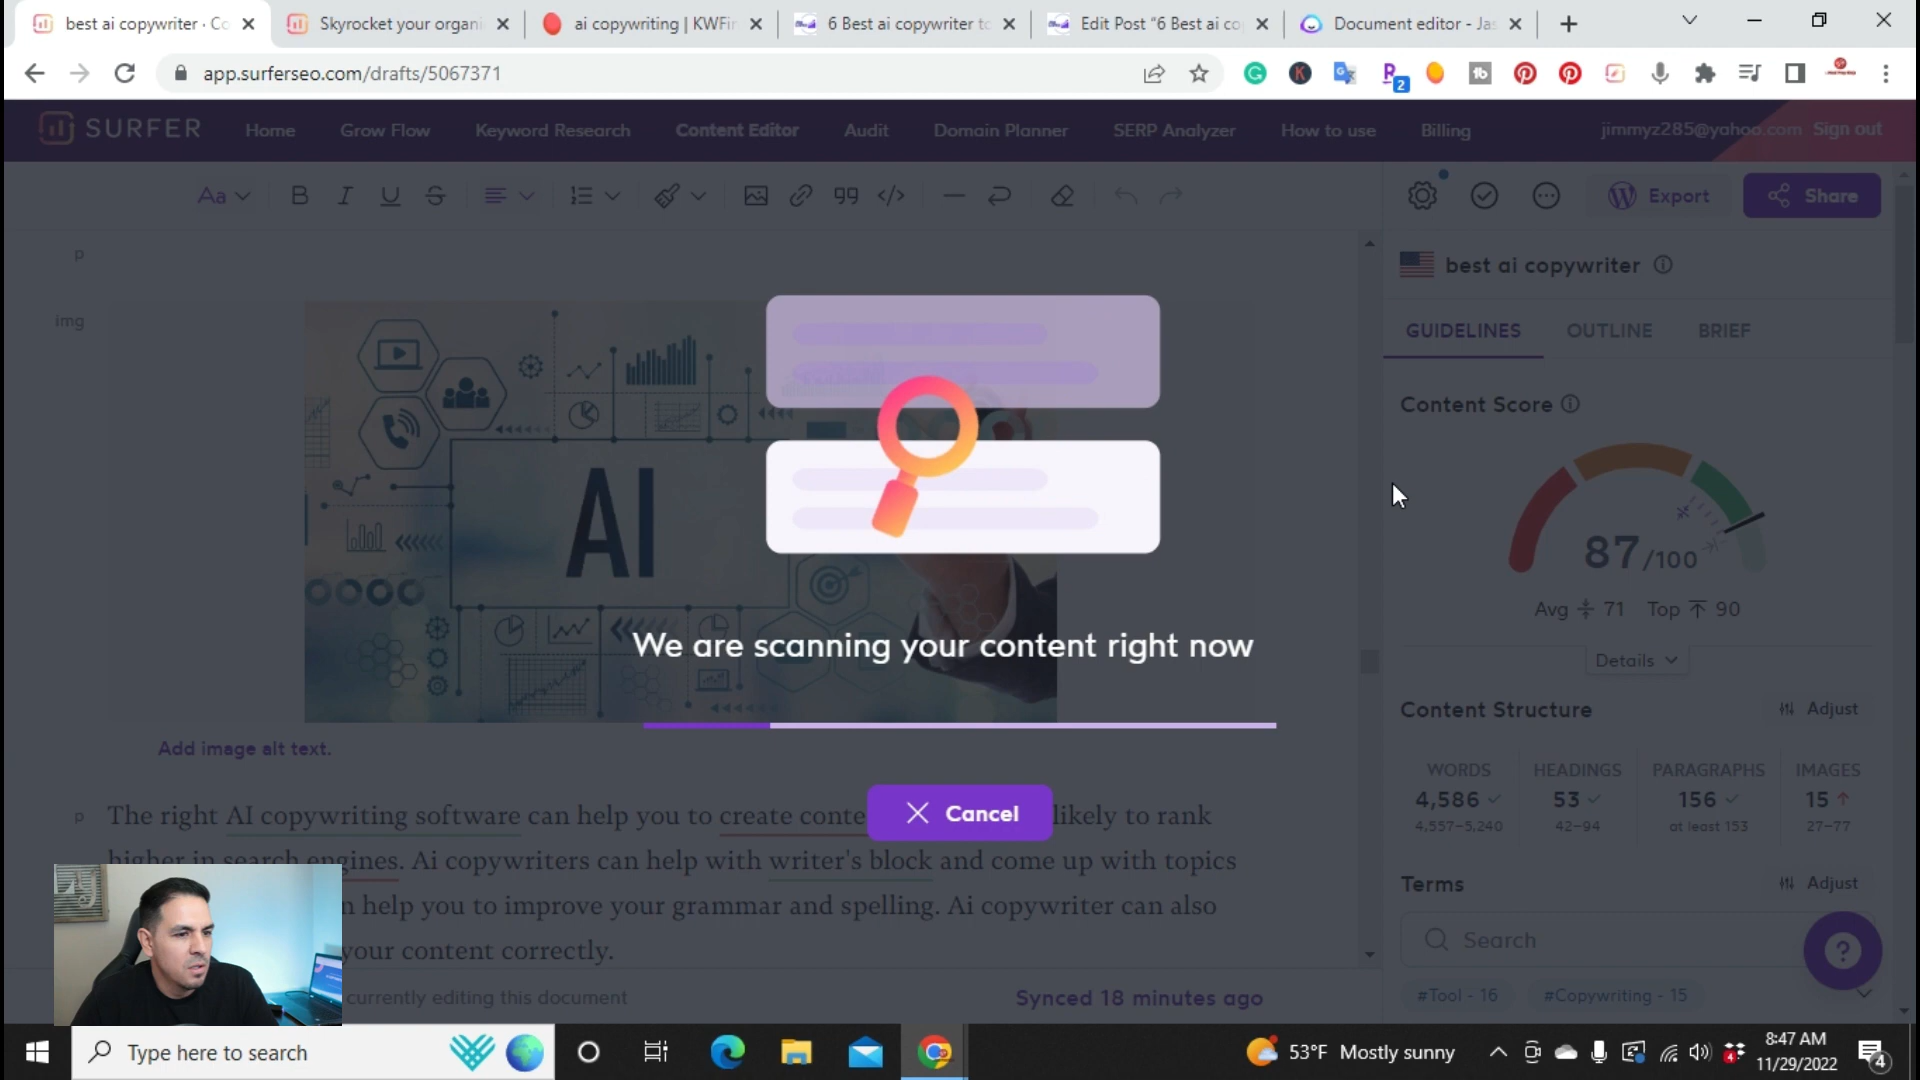 best ai copywriter · Co
Skyrocket your organi
ai copywriting | KWFin
6 Best ai copywriter to
Edit Post "6 Best ai co
Document editor - Jas
app.surferseo.com/drafts/5067371
2
SURFER
Home
Grow Flow
Keyword Research
Content Editor
Audit
Domain Planner
SERP Analyzer
How to use
Billing
jimmyz285@yahoo.com
Sign out
Aa
Export
Share
p
img
AI
Add image alt text.
best ai copywriter
GUIDELINES
OUTLINE
BRIEF
Content Score
87/100
Avg 71
Top 90
Details
Content Structure
Adjust
WORDS
HEADINGS
PARAGRAPHS
IMAGES
4,586
53
156
15
4,557–5,240
42–94
at least 153
27–77
Terms
Adjust
Search
#Tool - 16
#Copywriting - 15
We are scanning your content right now
Cancel
p
The right AI copywriting software can help you to create conte
likely to rank
higher in search engines. Ai copywriters can help with writer's block and come up with topics
help you to improve your grammar and spelling. Ai copywriter can also
your content correctly.
currently editing this document
Synced 18 minutes ago
Type here to search
53°F Mostly sunny
4
8:47 AM
11/29/2022
4